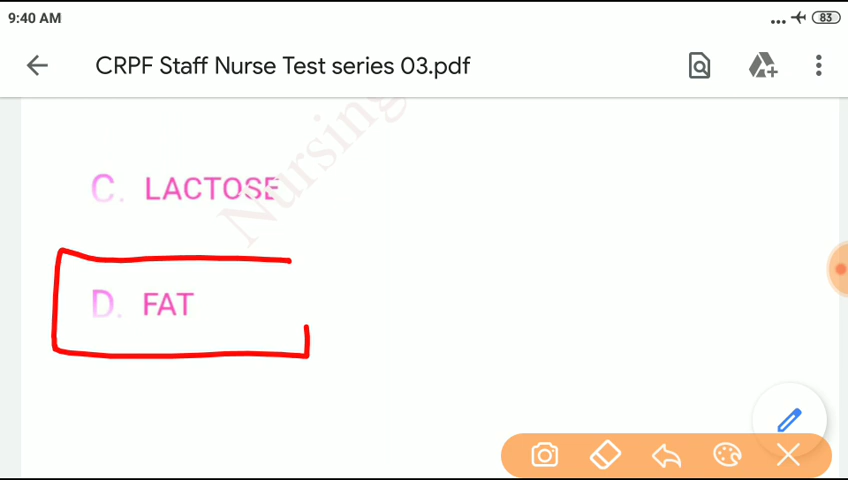 9:40 AM
83
CRPF Staff Nurse Test series 03.pdf
Nursing
C. LACTOSE
D. FAT